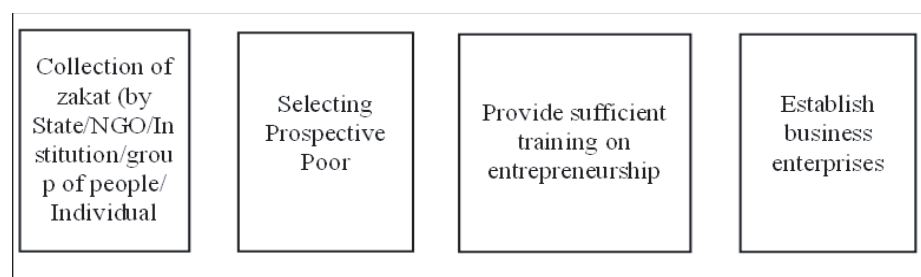 Collection of
zakat (by
State/NGO/In
stitution/grou
p of people/
Individual
Selecting
Prospective
Poor
Provide sufficient
training on
entrepreneurship
Establish
business
enterprises